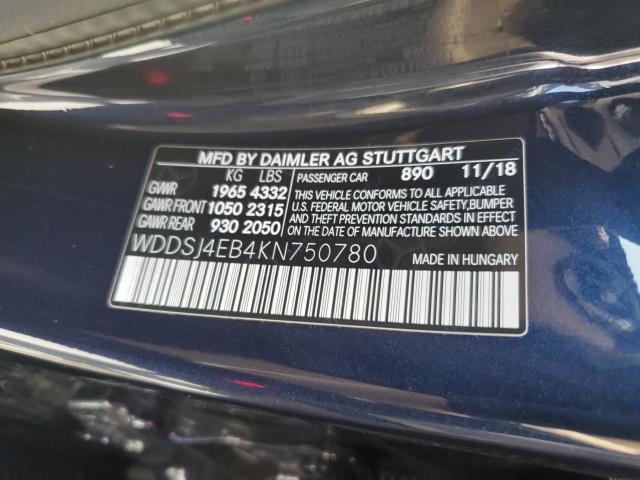 MFD BY DAIMLER AG STUTTGART
KG LBS
PASSENGER CAR 890 11/18
GVWR 1965 4332
GAWR FRONT 1050 2315
GAWR REAR 930 2050
THIS VEHICLE CONFORMS TO ALL APPLICABLE
U.S. FEDERAL MOTOR VEHICLE SAFETY, BUMPER
AND THEFT PREVENTION STANDARDS IN EFFECT
ON THE DATE OF MANUFACTURE SHOWN ABOVE.
WDDSJ4EB4KN750780
MADE IN HUNGARY